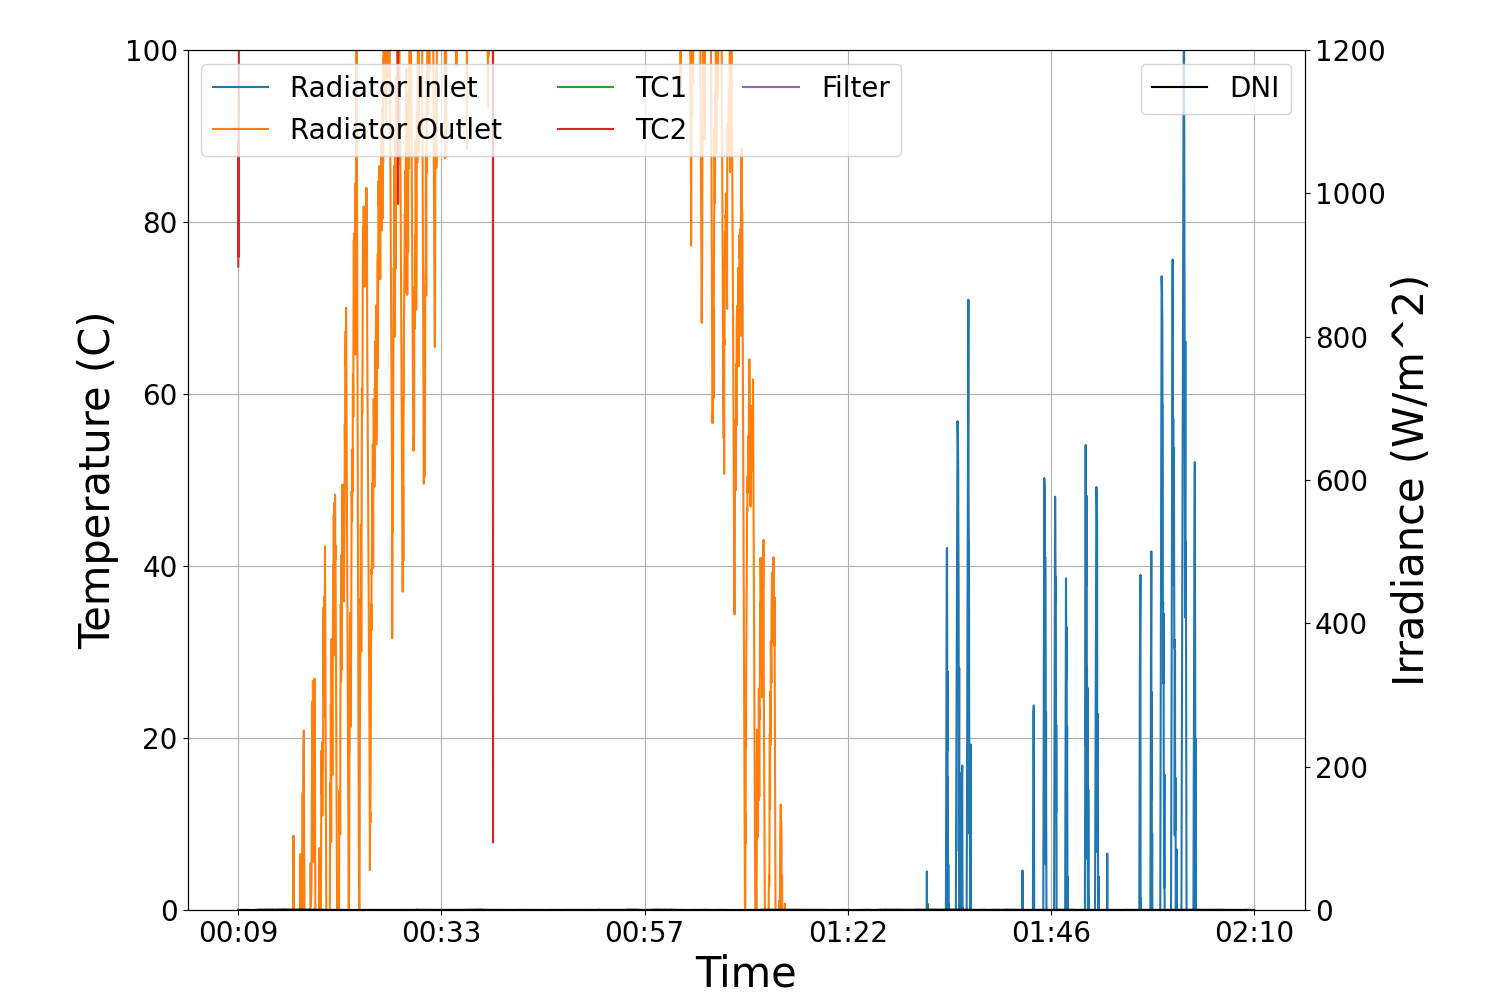 Radiator Inlet
Radiator Outlet
TC1
TC2
Filter
DNI
Temperature (C)
100
80
60
40
20
0
Irradiance (W/m^2)
1200
1000
800
600
400
200
0
00:09 00:33 00:57 01:22 01:46 02:10
Time